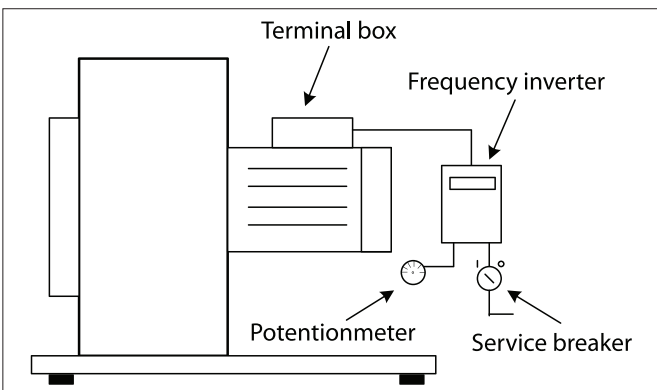 Terminal box
Frequency inverter
I O
Potentionmeter
Service breaker